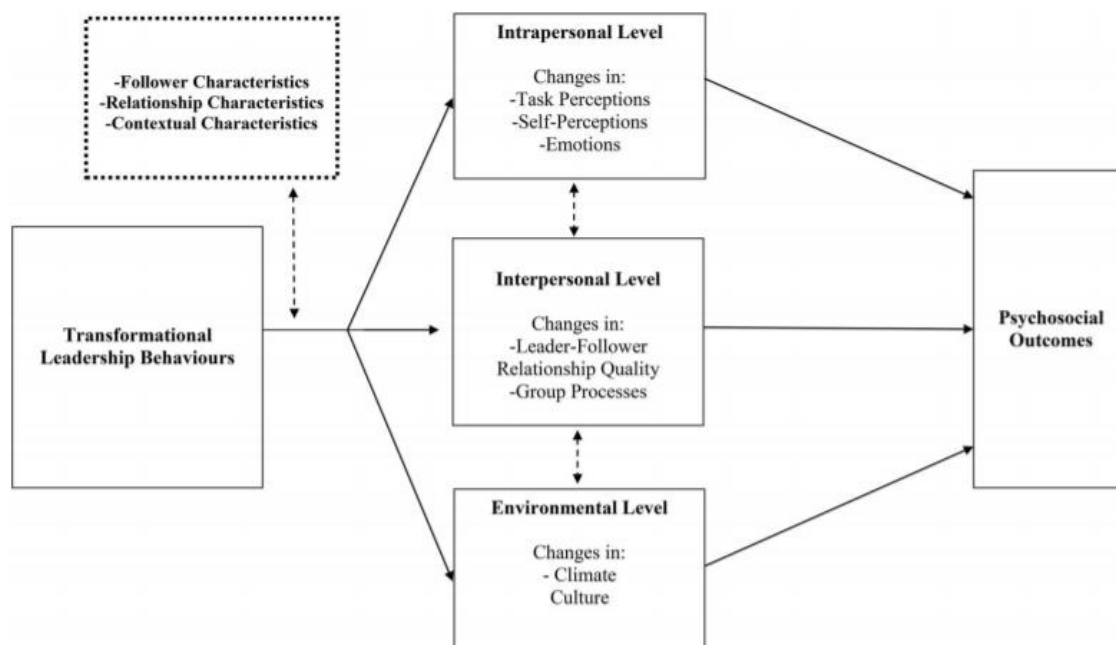 -Follower Characteristics
-Relationship Characteristics
-Contextual Characteristics
Transformational
Leadership Behaviours
Intrapersonal Level
Changes in:
-Task Perceptions
-Self-Perceptions
-Emotions
Interpersonal Level
Changes in:
-Leader-Follower
Relationship Quality
-Group Processes
Environmental Level
Changes in:
- Climate
Culture
Psychosocial
Outcomes